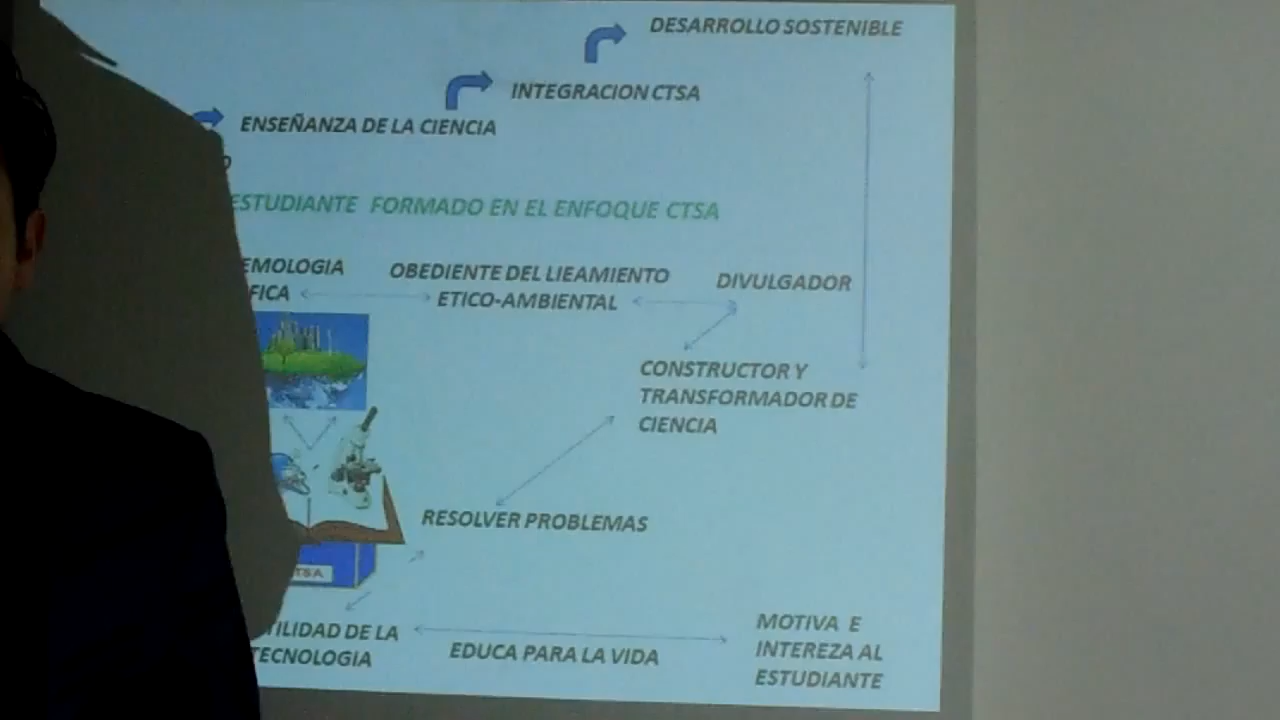 DESARROLLO SOSTENIBLE
INTEGRACION CTSA
ENSEÑANZA DE LA CIENCIA
ESTUDIANTE FORMADO EN EL ENFOQUE CTSA
EMOLOGIA
FICA
OBEDIENTE DEL LIEAMIENTO
ETICO-AMBIENTAL
DIVULGADOR
CONSTRUCTOR Y
TRANSFORMADOR DE
CIENCIA
RESOLVER PROBLEMAS
TSA
TILIDAD DE LA
TECNOLOGIA
EDUCA PARA LA VIDA
MOTIVA E
INTEREZA AL
ESTUDIANTE